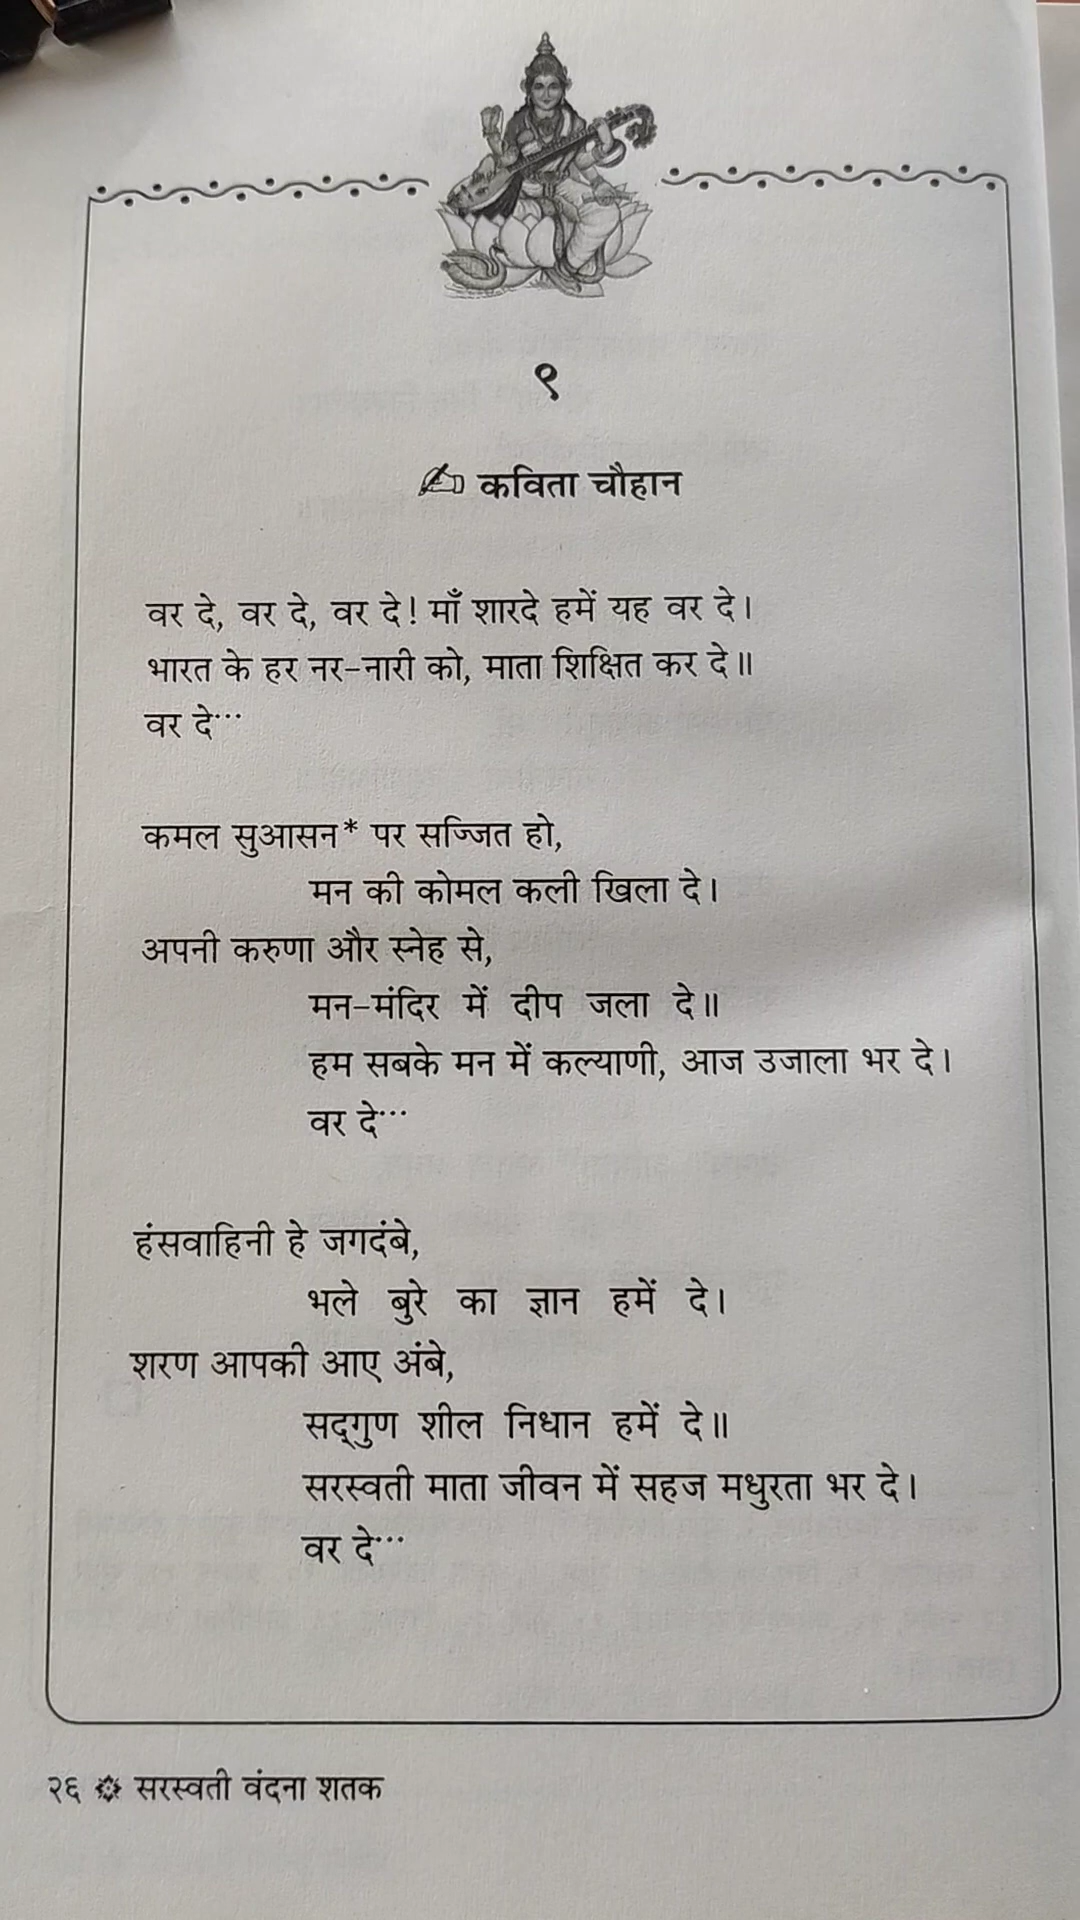 ९
कविता चौहान
वर दे, वर दे, वर दे! माँ शारदे हमें यह वर दे।
भारत के हर नर-नारी को, माता शिक्षित कर दे॥
वर दे…
कमल सुआसन* पर सज्जित हो,
मन की कोमल कली खिला दे।
अपनी करुणा और स्नेह से,
मन-मंदिर में दीप जला दे॥
हम सबके मन में कल्याणी, आज उजाला भर दे।
वर दे…
हंसवाहिनी हे जगदंबे,
भले बुरे का ज्ञान हमें दे।
शरण आपकी आए अंबे,
सद्‌गुण शील निधान हमें दे॥
सरस्वती माता जीवन में सहज मधुरता भर दे।
वर दे…
२६ सरस्वती वंदना शतक